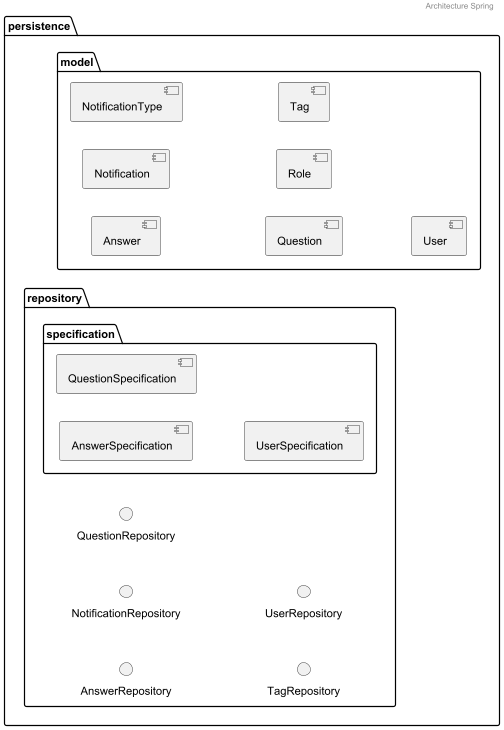 Architecture Spring
persistence
model
NotificationType
Tag
Notification
Role
Answer
Question
User
repository
specification
QuestionSpecification
AnswerSpecification
UserSpecification
QuestionRepository
NotificationRepository
UserRepository
AnswerRepository
TagRepository